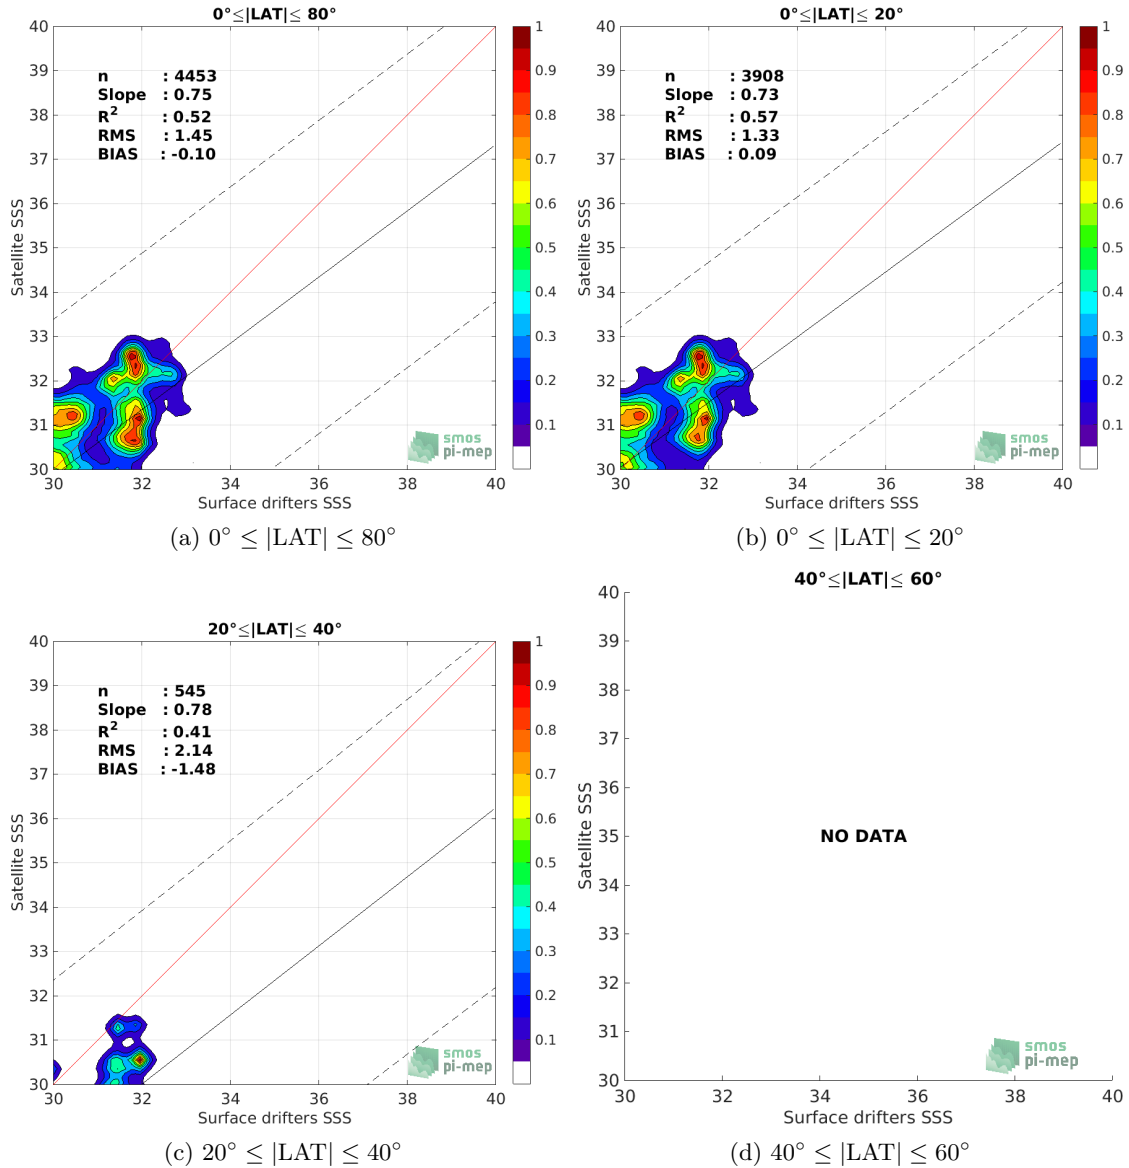 0°≤|LAT|≤ 80°
n : 4453
Slope : 0.75
R² : 0.52
RMS : 1.45
BIAS : -0.10
40
39
38
37
36
35
34
33
32
31
30
Satellite SSS
30 32 34 36 38 40
Surface drifters SSS
1
0.9
0.8
0.7
0.6
0.5
0.4
0.3
0.2
0.1
smos
pi-mep
(a) 0° ≤ |LAT| ≤ 80°
0°≤|LAT|≤ 20°
n : 3908
Slope : 0.73
R² : 0.57
RMS : 1.33
BIAS : 0.09
40
39
38
37
36
35
34
33
32
31
30
Satellite SSS
30 32 34 36 38 40
Surface drifters SSS
1
0.9
0.8
0.7
0.6
0.5
0.4
0.3
0.2
0.1
smos
pi-mep
(b) 0° ≤ |LAT| ≤ 20°
20°≤|LAT|≤ 40°
n : 545
Slope : 0.78
R² : 0.41
RMS : 2.14
BIAS : -1.48
40
39
38
37
36
35
34
33
32
31
30
Satellite SSS
30 32 34 36 38 40
Surface drifters SSS
1
0.9
0.8
0.7
0.6
0.5
0.4
0.3
0.2
0.1
smos
pi-mep
(c) 20° ≤ |LAT| ≤ 40°
40°≤|LAT|≤ 60°
40
39
38
37
36
35
34
33
32
31
30
Satellite SSS
NO DATA
30 32 34 36 38 40
Surface drifters SSS
smos
pi-mep
(d) 40° ≤ |LAT| ≤ 60°